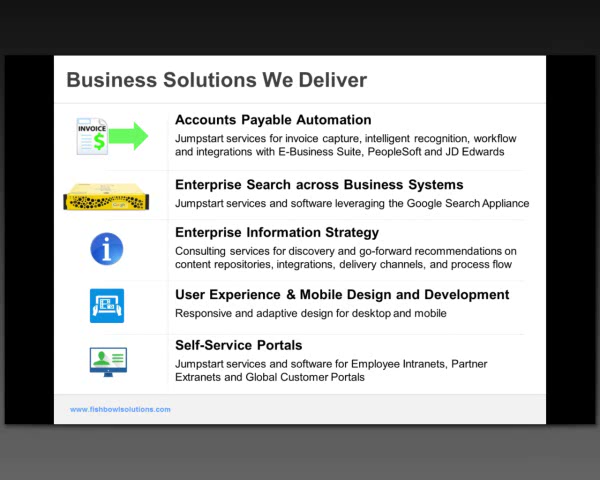 Business Solutions We Deliver
INVOICE
$
Accounts Payable Automation
Jumpstart services for invoice capture, intelligent recognition, workflow
and integrations with E-Business Suite, PeopleSoft and JD Edwards
Enterprise Search across Business Systems
Jumpstart services and software leveraging the Google Search Appliance
Enterprise Information Strategy
i
Consulting services for discovery and go-forward recommendations on
content repositories, integrations, delivery channels, and process flow
User Experience & Mobile Design and Development
Responsive and adaptive design for desktop and mobile
Self-Service Portals
Jumpstart services and software for Employee Intranets, Partner
Extranets and Global Customer Portals
www.fishbowlsolutions.com